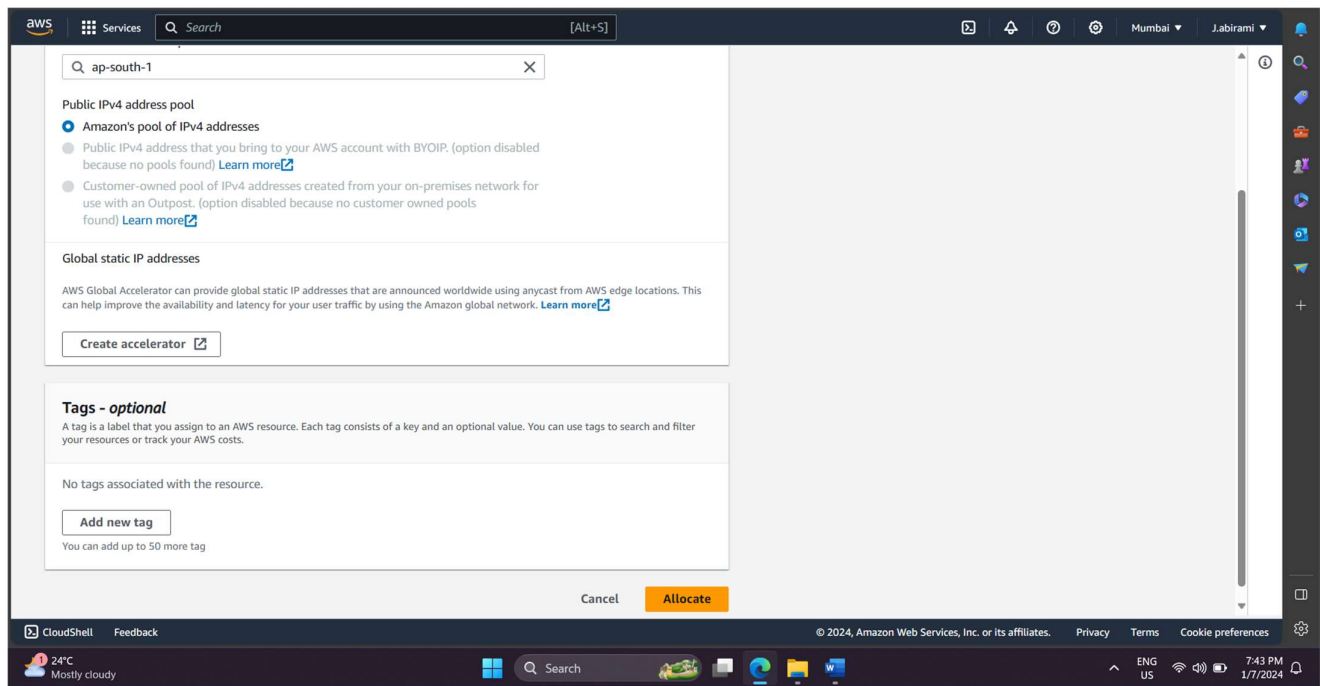 aws
Services
Search
[Alt+S]
Mumbai
J.abirami
ap-south-1
Public IPv4 address pool
Amazon's pool of IPv4 addresses
Public IPv4 address that you bring to your AWS account with BYOIP. (option disabled
because no pools found) Learn more
Customer-owned pool of IPv4 addresses created from your on-premises network for
use with an Outpost. (option disabled because no customer owned pools
found) Learn more
Global static IP addresses
AWS Global Accelerator can provide global static IP addresses that are announced worldwide using anycast from AWS edge locations. This
can help improve the availability and latency for your user traffic by using the Amazon global network. Learn more
Create accelerator
Tags - optional
A tag is a label that you assign to an AWS resource. Each tag consists of a key and an optional value. You can use tags to search and filter
your resources or track your AWS costs.
No tags associated with the resource.
Add new tag
You can add up to 50 more tag
Cancel
Allocate
CloudShell
Feedback
© 2024, Amazon Web Services, Inc. or its affiliates.
Privacy
Terms
Cookie preferences
1
24°C
Mostly cloudy
Search
ENG
US
7:43 PM
1/7/2024